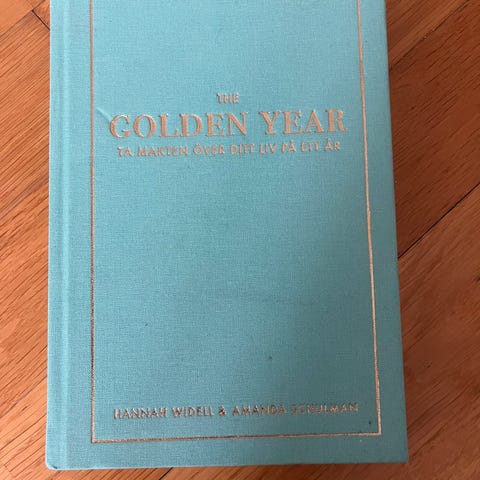 THE
GOLDEN YEAR
TA MAKTEN ÖVER DITT LIV PÅ ETT ÅR
HANNAH WIDELL & AMANDA SCHULMAN